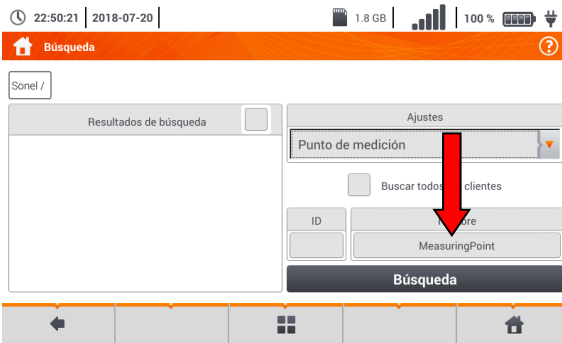 22:50:21 2018-07-20 1.8 GB 100 %
Búsqueda
Sonel /
Resultados de búsqueda
Ajustes
Punto de medición
Buscar todos clientes
ID
MeasuringPoint
Búsqueda